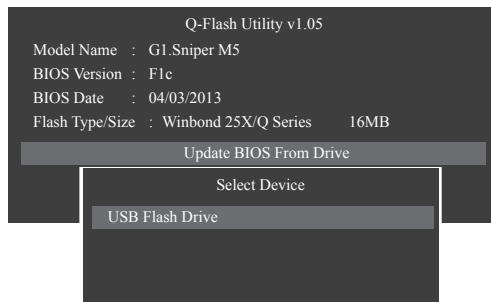 Q-Flash Utility v1.05
Model Name : G1.Sniper M5
BIOS Version : F1c
BIOS Date : 04/03/2013
Flash Type/Size : Winbond 25X/Q Series 16MB
Update BIOS From Drive
Select Device
USB Flash Drive